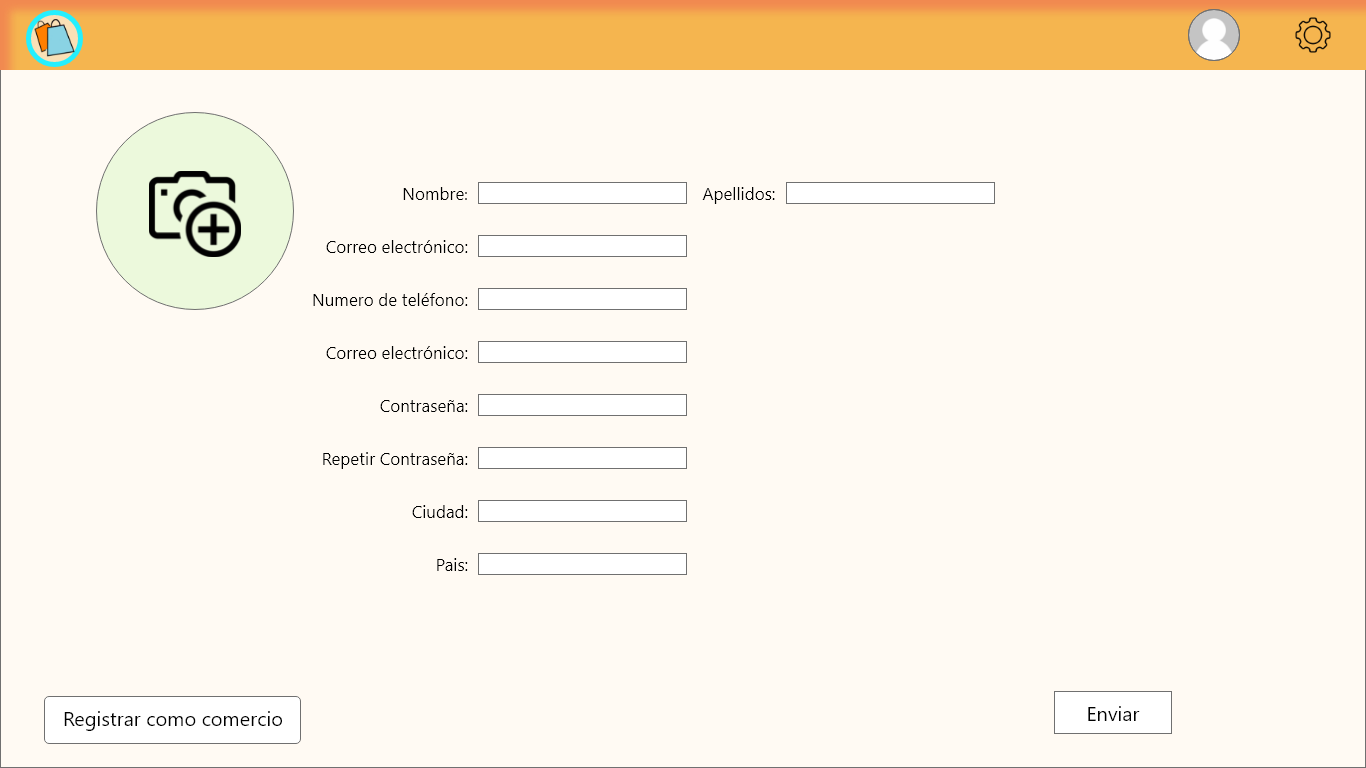 Nombre: Apellidos:
Correo electrónico:
Numero de teléfono:
Correo electrónico:
Contraseña:
Repetir Contraseña:
Ciudad:
Pais:
Registrar como comercio
Enviar